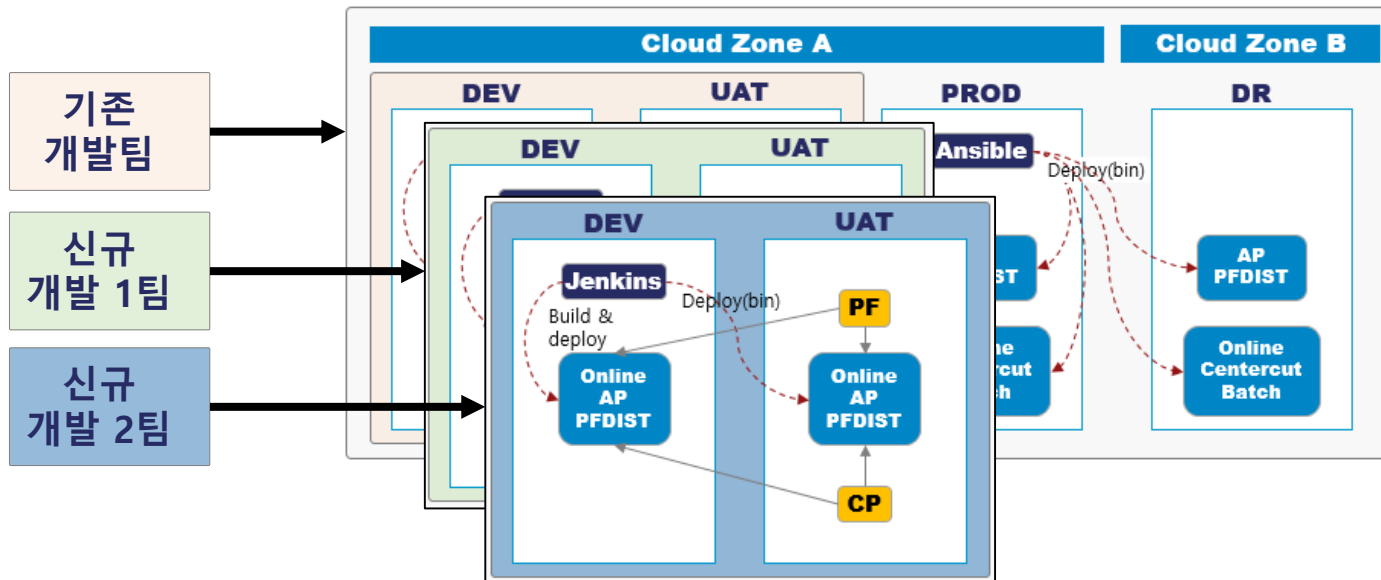 Cloud Zone A
Cloud Zone B
기존
개발팀
신규
개발 1팀
신규
개발 2팀
DEV
UAT
PROD
DR
Ansible
Deploy(bin)
AP
PFDIST
Online
Centercut
Batch
DEV
UAT
DEV
UAT
Jenkins
Build &
deploy
Deploy(bin)
PF
Online
AP
PFDIST
Online
AP
PFDIST
CP